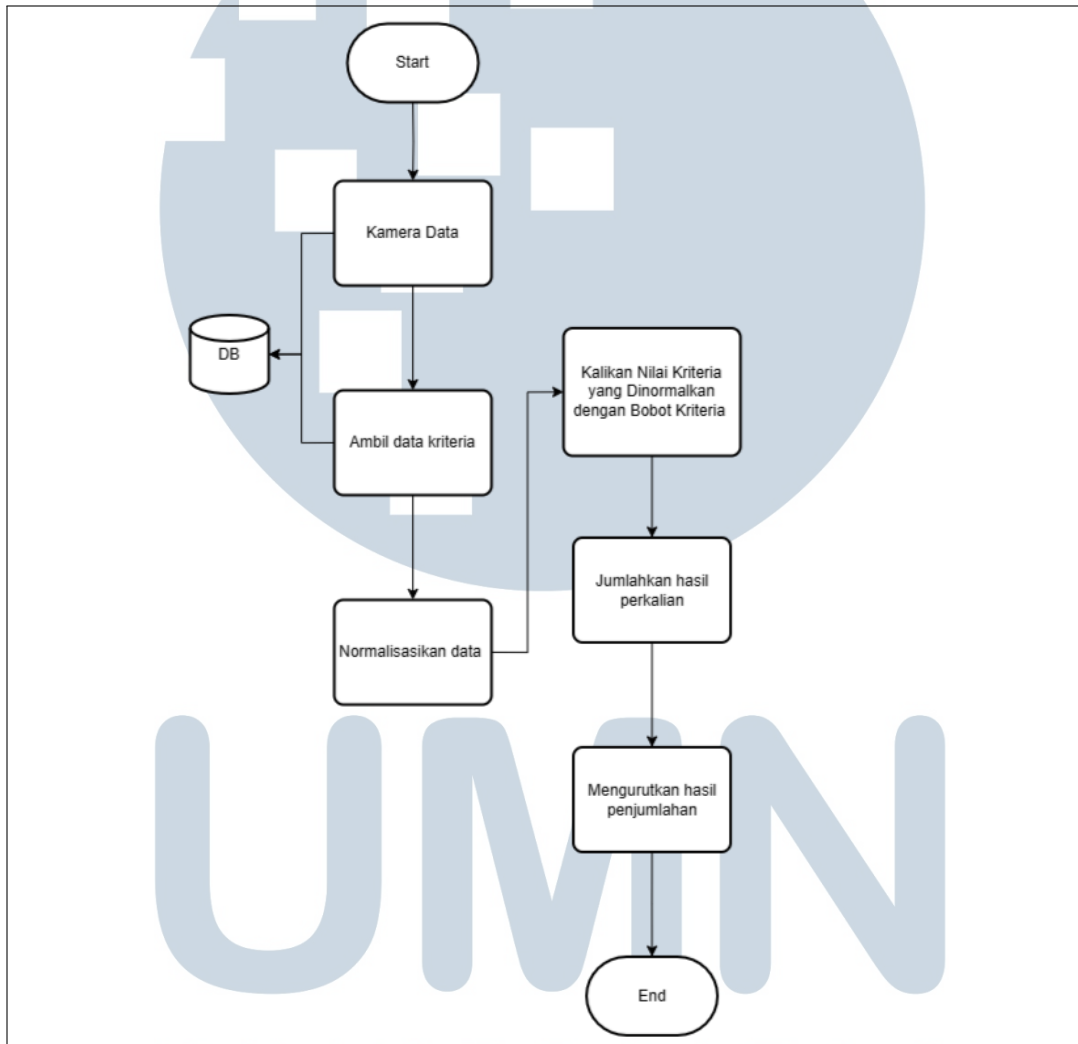 Start
Kamera Data
DB
Ambil data kriteria
Normalisasikan data
Kalikan Nilai Kriteria
yang Dinormalkan
dengan Bobot Kriteria
Jumlahkan hasil
perkalian
Mengurutkan hasil
penjumlahan
End
UMN